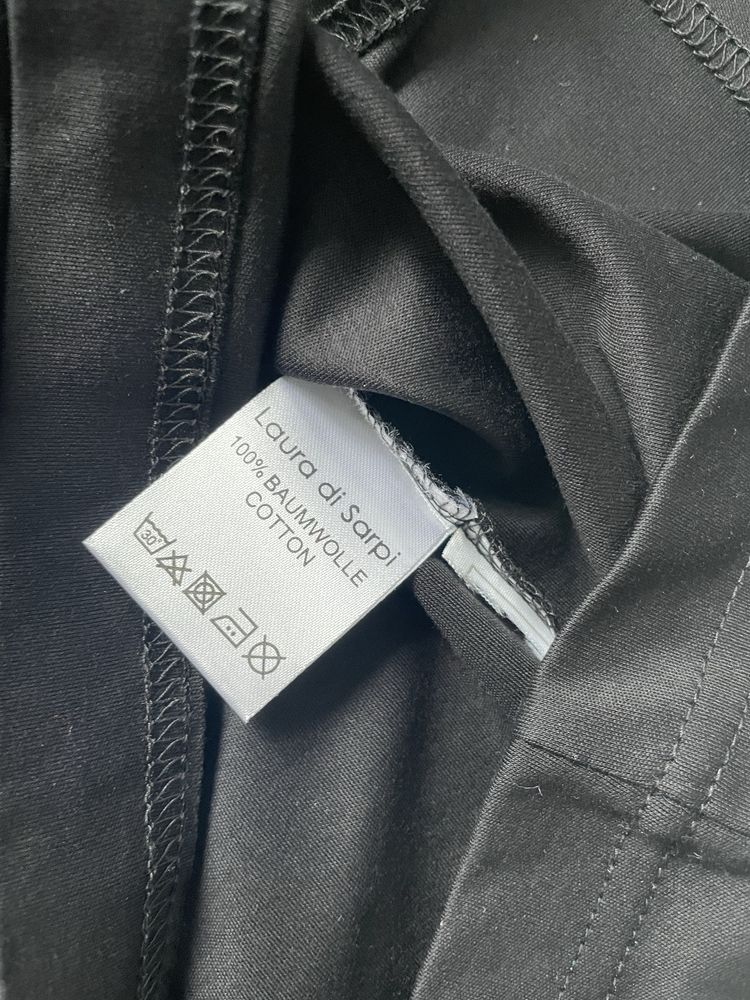 Laura di Sarpi
100% BAUMWOLLE
COTTON
30°